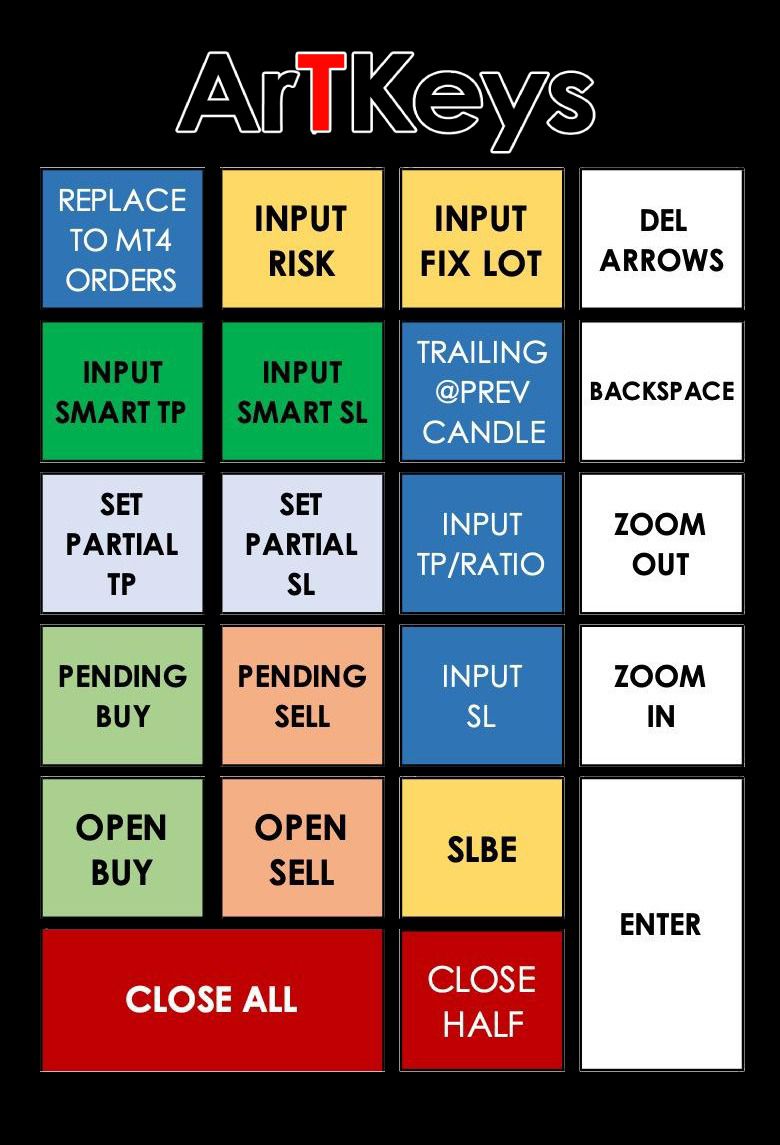 ArTKeys
REPLACE
TO MT4
ORDERS
INPUT
RISK
INPUT
FIX LOT
DEL
ARROWS
INPUT
SMART TP
INPUT
SMART SL
TRAILING
@PREV
CANDLE
BACKSPACE
SET
PARTIAL
TP
SET
PARTIAL
SL
INPUT
TP/RATIO
ZOOM
OUT
PENDING
BUY
PENDING
SELL
INPUT
SL
ZOOM
IN
OPEN
BUY
OPEN
SELL
SLBE
ENTER
CLOSE ALL
CLOSE
HALF